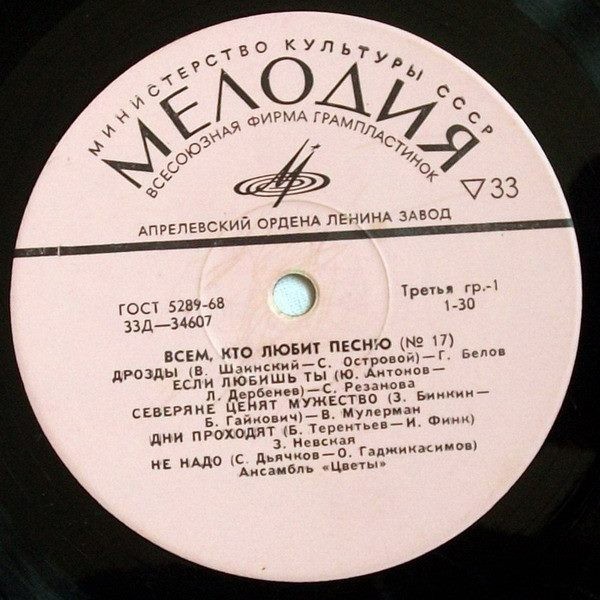 МИНИСТЕРСТВО КУЛЬТУРЫ СССР
МЕЛОДИЯ
ВСЕСОЮЗНАЯ ФИРМА ГРАМПЛАСТИНОК
▽33
АПРЕЛЕВСКИЙ ОРДЕНА ЛЕНИНА ЗАВОД
ГОСТ 5289-68
33Д—34607
Третья гр.-1
1-30
ВСЕМ, КТО ЛЮБИТ ПЕСНЮ (№ 17)
ДРОЗДЫ (В. Шаинский—С. Островой)—Г. Белов
ЕСЛИ ЛЮБИШЬ ТЫ (Ю. Антонов—
Л. Дербенев)—С. Резанова
СЕВЕРЯНЕ ЦЕНЯТ МУЖЕСТВО (З. Бинкин—
Б. Гайкович)—В. Мулерман
ДНИ ПРОХОДЯТ (Б. Терентьев—И. Финк)
З. Невская
НЕ НАДО (С. Дьячков—О. Гаджикасимов)
Ансамбль «Цветы»